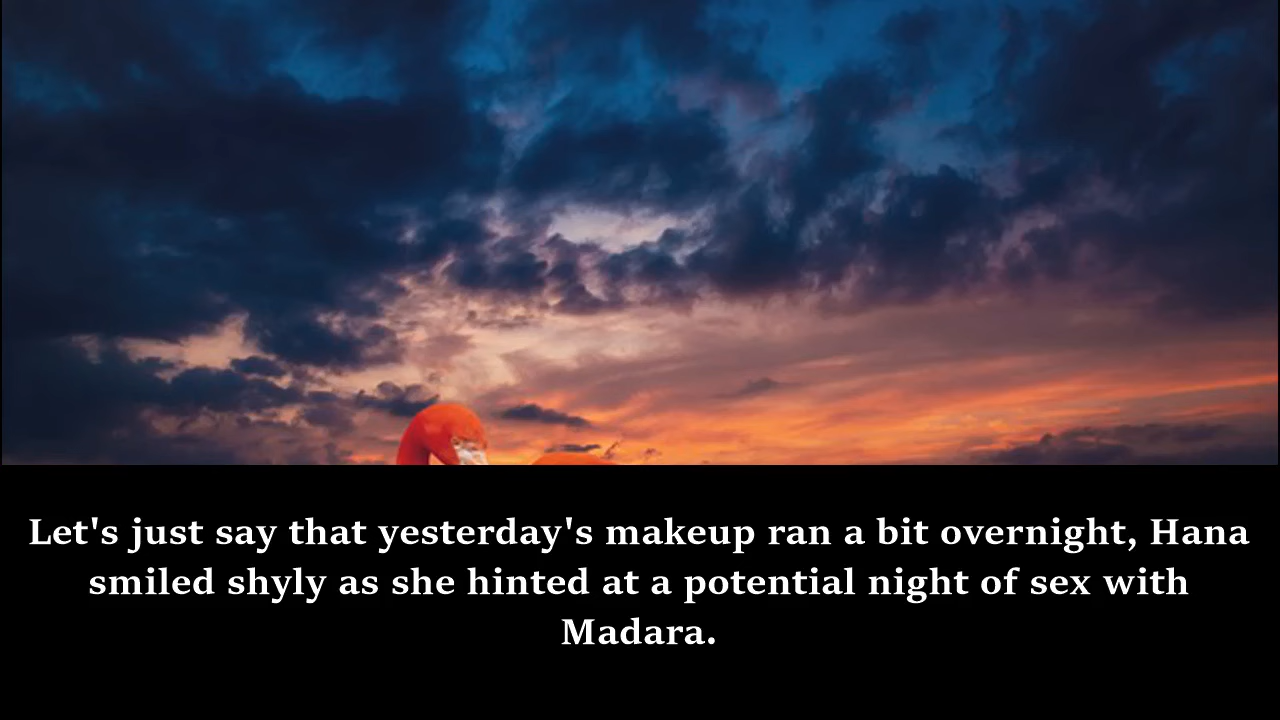 Let's just say that yesterday's makeup ran a bit overnight, Hana
smiled shyly as she hinted at a potential night of sex with
Madara.